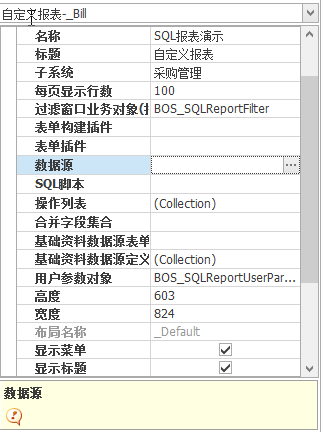 自定义报表-_Bill
名称 SQL报表演示
标题 自定义报表
子系统 采购管理
每页显示行数 100
过滤窗口业务对象( BOS_SQLReportFilter
表单构建插件
表单插件
数据源 ...
SQL脚本
操作列表 (Collection)
合并字段集合
基础资料数据源表单
基础资料数据源定义 (Collection)
用户参数对象 BOS_SQLReportUserPar...
高度 603
宽度 824
布局名称 _Default
显示菜单
显示标题
数据源